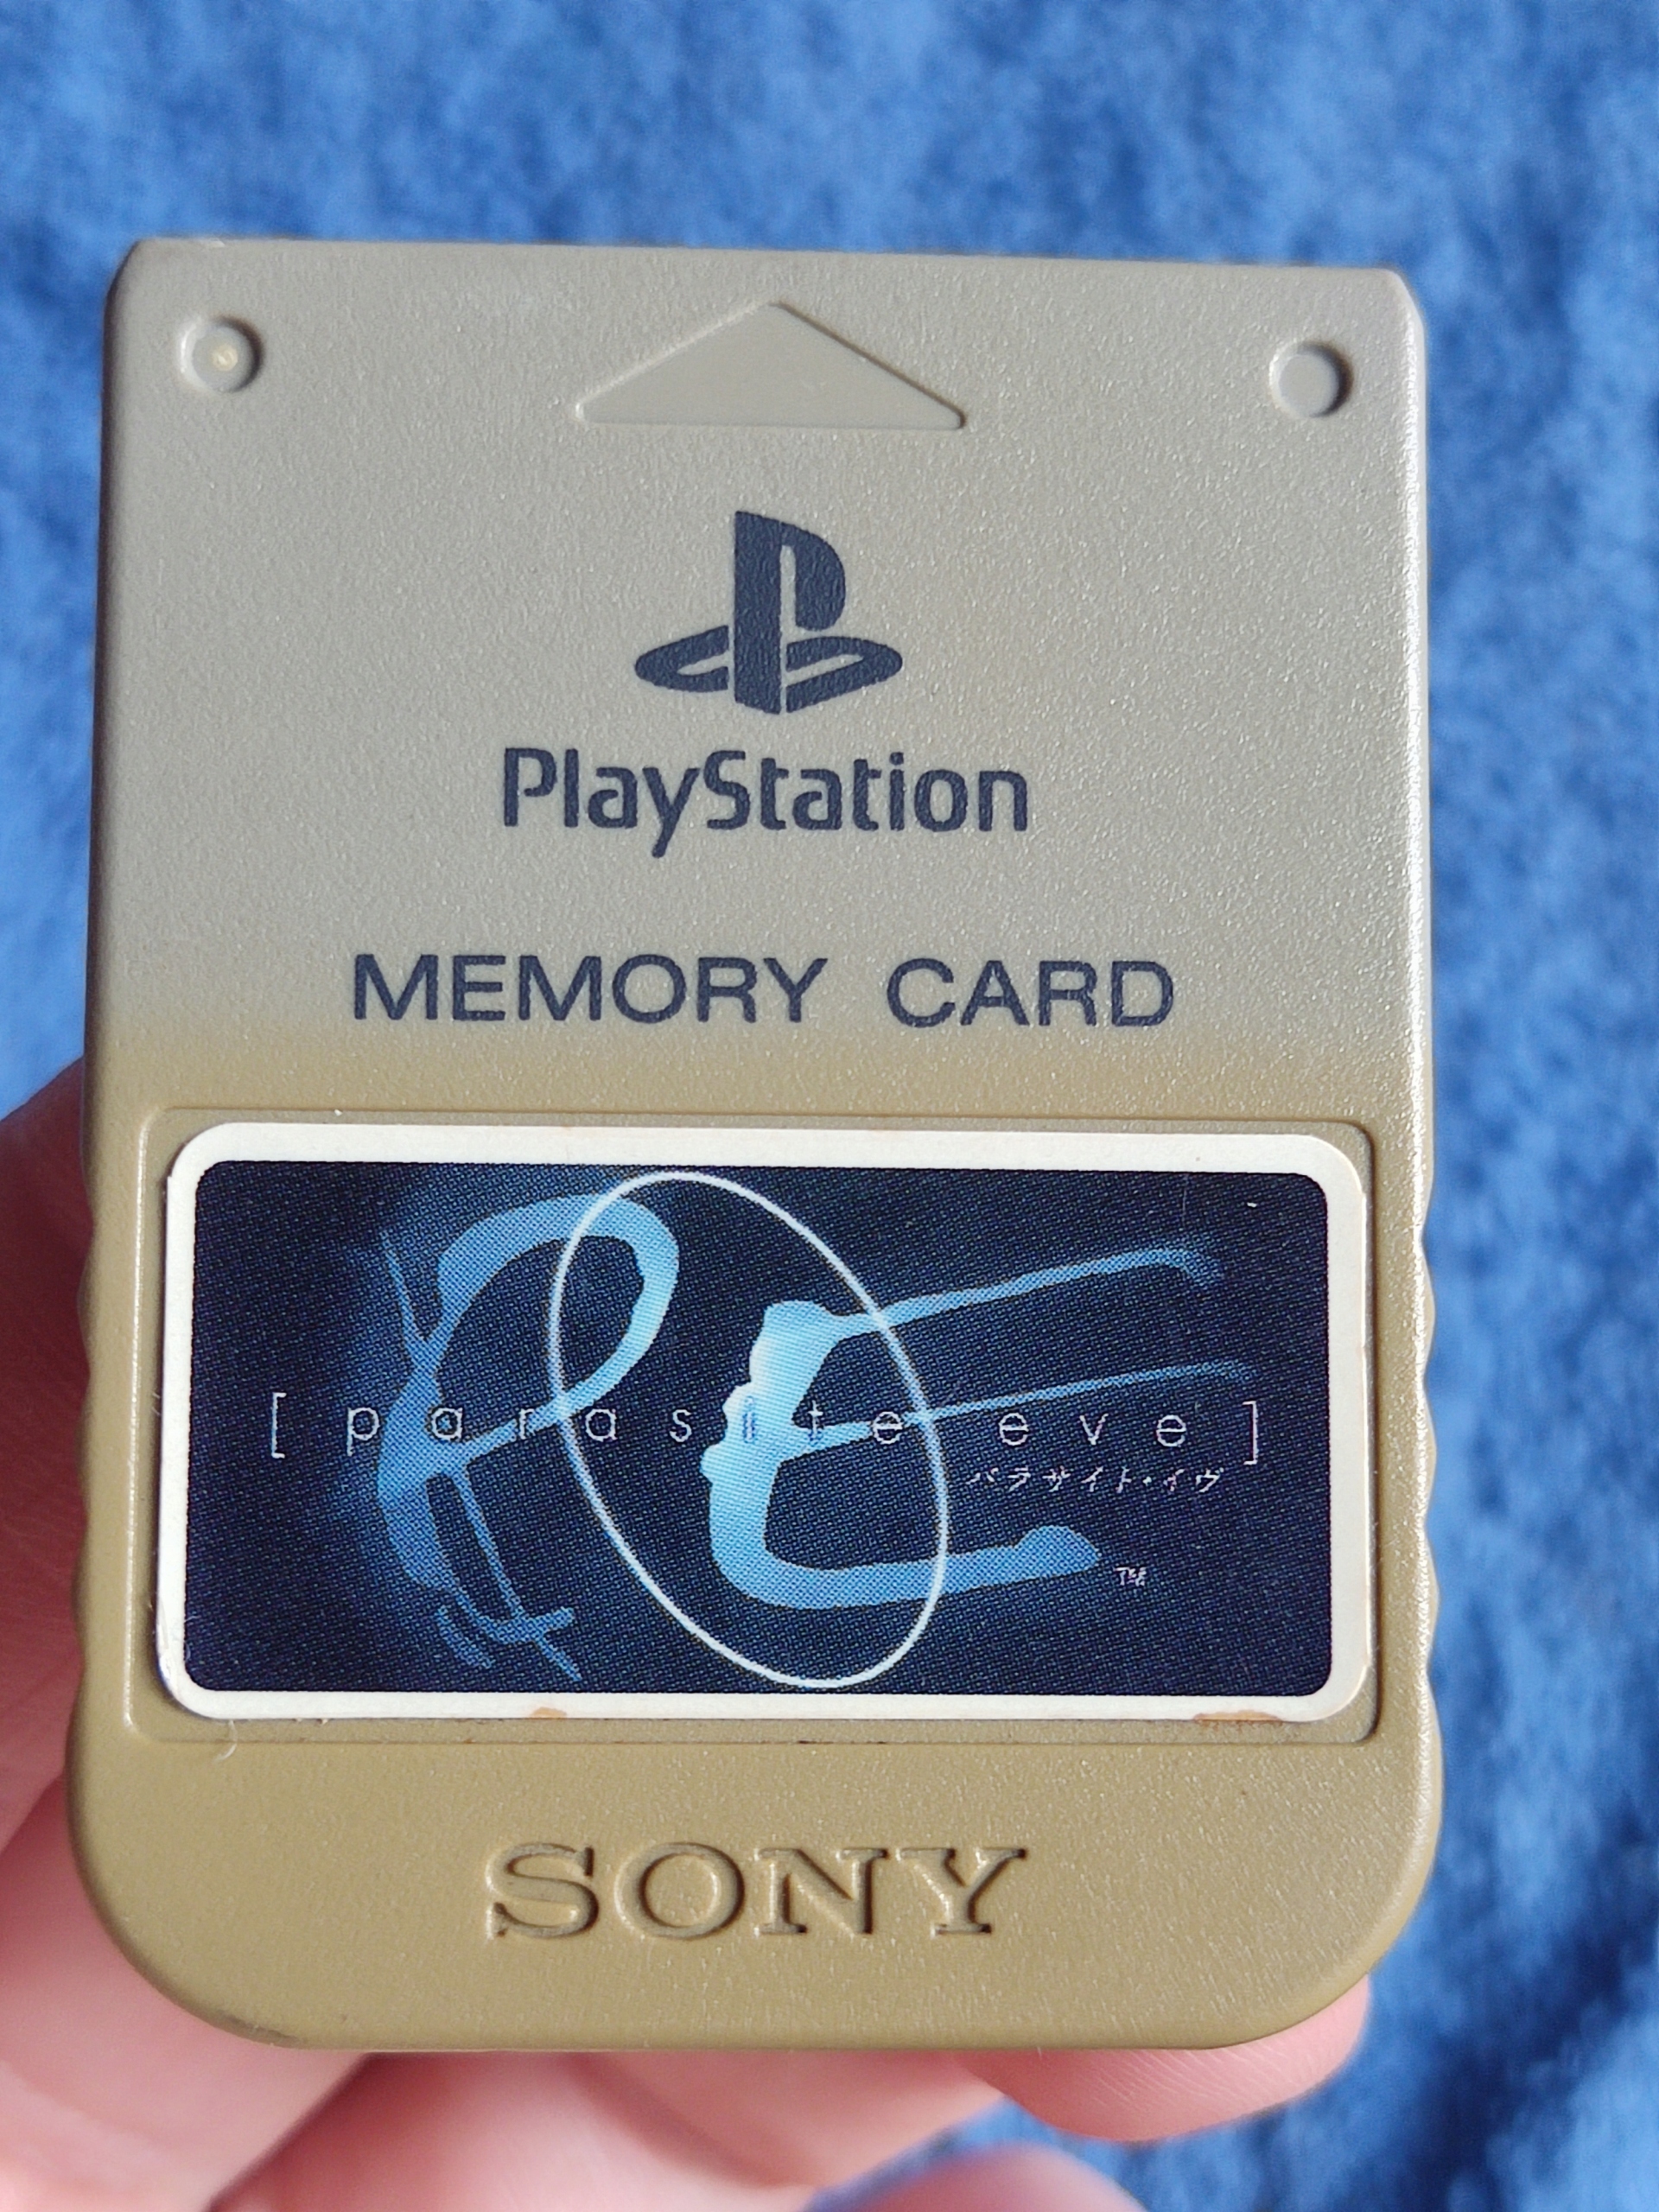 PlayStation
MEMORY CARD
[ parasite eve ]
パラサイト・イヴ
TM
SONY